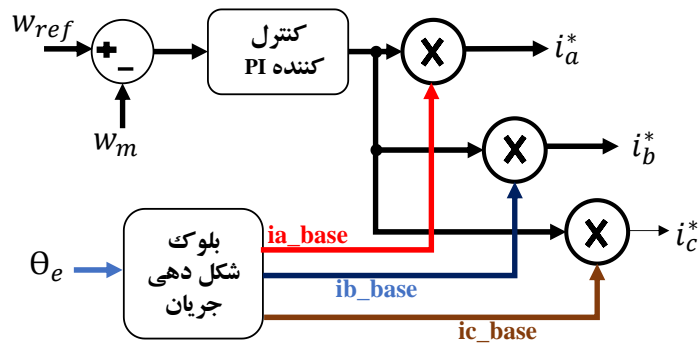 w_ref
+
−
w_m
کنترل
کننده PI
X
i_a^*
X
i_b^*
X
i_c^*
θ_e
بلوک
شکل دهی
جریان
ia_base
ib_base
ic_base